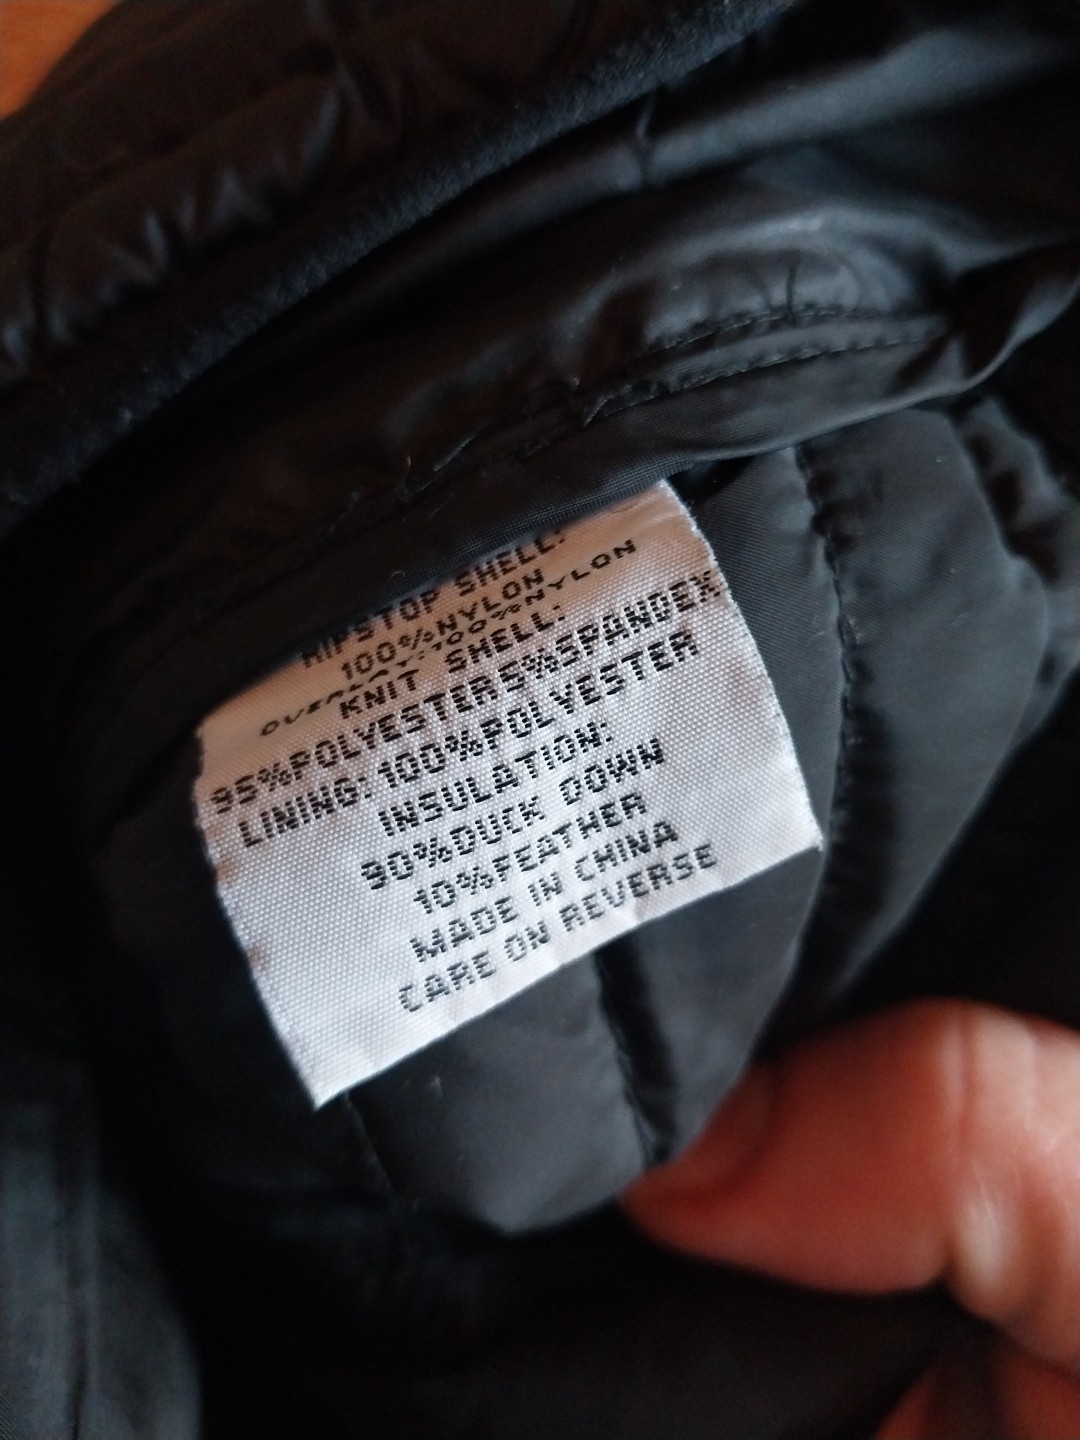 RIPSTOP SHELL:
100%NYLON
OVERLAY:100%NYLON
KNIT SHELL:
95%POLYESTER5%SPANDEX
LINING:100%POLYESTER
INSULATION:
90%DUCK DOWN
10%FEATHER
MADE IN CHINA
CARE ON REVERSE